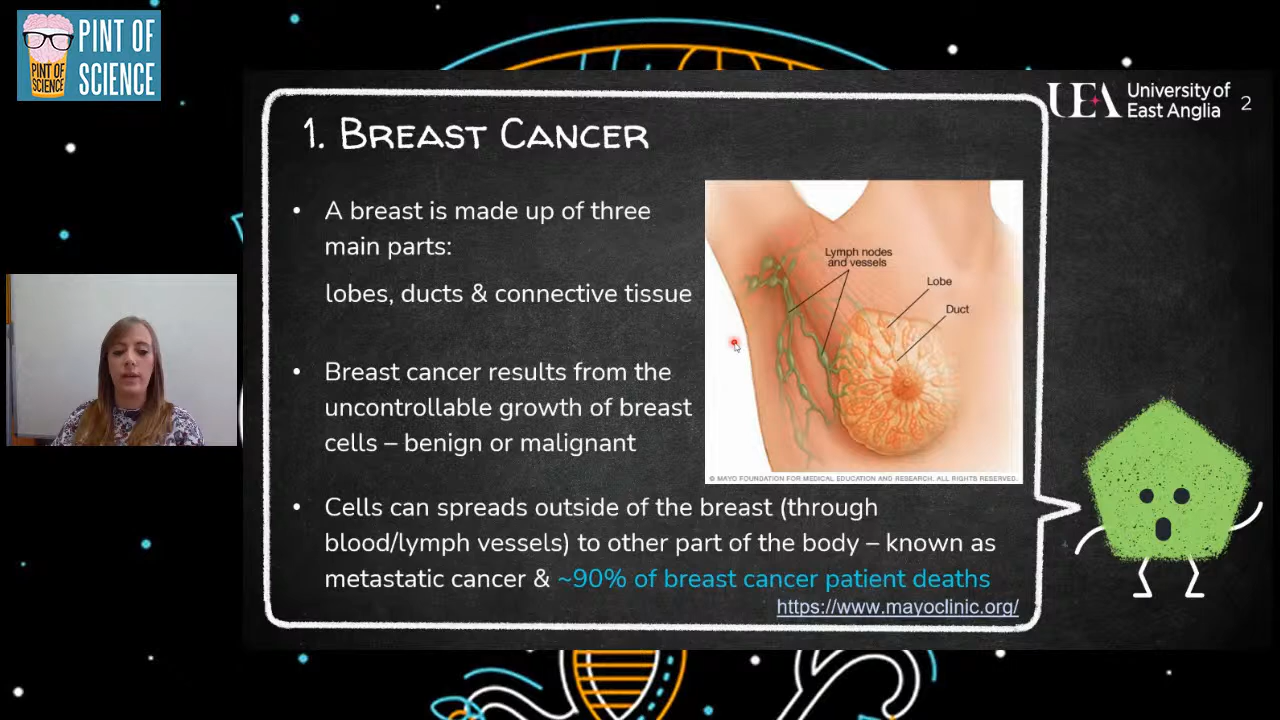 PINT OF
SCIENCE
PINT OF
SCIENCE
UEA
University of
East Anglia
2
1. BREAST CANCER
• A breast is made up of three
main parts:
lobes, ducts & connective tissue
• Breast cancer results from the
uncontrollable growth of breast
cells – benign or malignant
• Cells can spreads outside of the breast (through
blood/lymph vessels) to other part of the body – known as
metastatic cancer & ~90% of breast cancer patient deaths
https://www.mayoclinic.org/
Lymph nodes
and vessels
Lobe
Duct
© MAYO FOUNDATION FOR MEDICAL EDUCATION AND RESEARCH. ALL RIGHTS RESERVED.